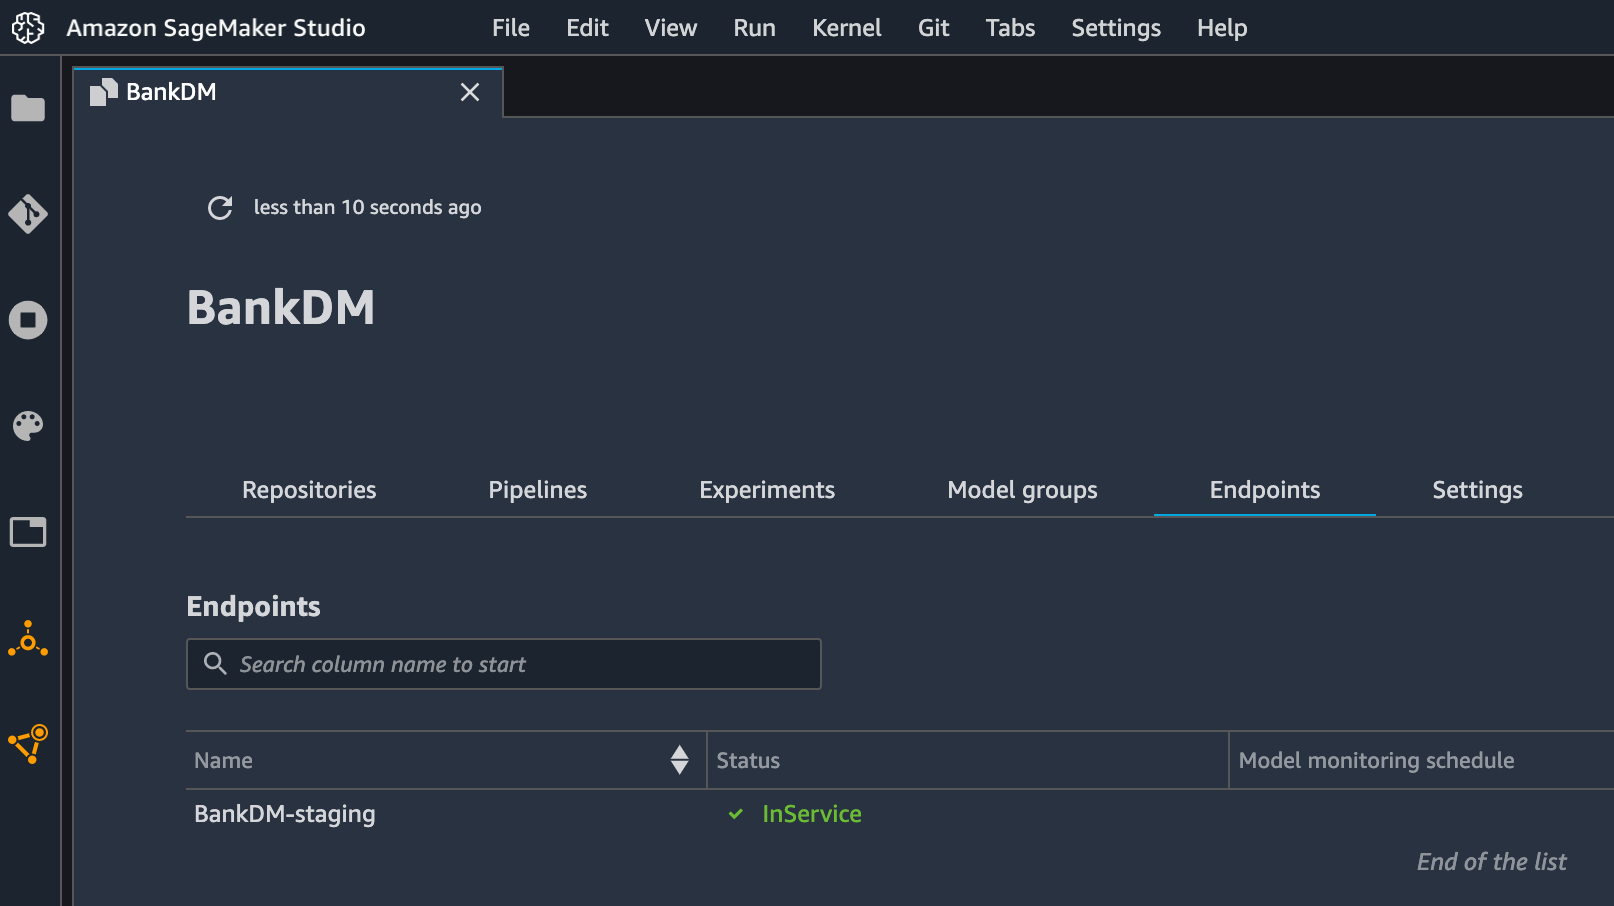 Amazon SageMaker Studio File Edit View Run Kernel Git Tabs Settings Help
BankDM
less than 10 seconds ago
BankDM
Repositories Pipelines Experiments Model groups Endpoints Settings
Endpoints
Search column name to start
Name Status Model monitoring schedule
BankDM-staging InService
End of the list